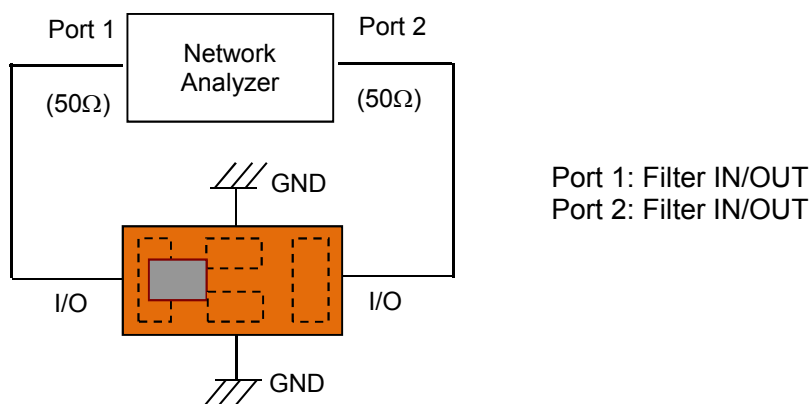 Port 1
Port 2
Network
Analyzer
(50Ω)
(50Ω)
GND
Port 1: Filter IN/OUT
Port 2: Filter IN/OUT
I/O
I/O
GND